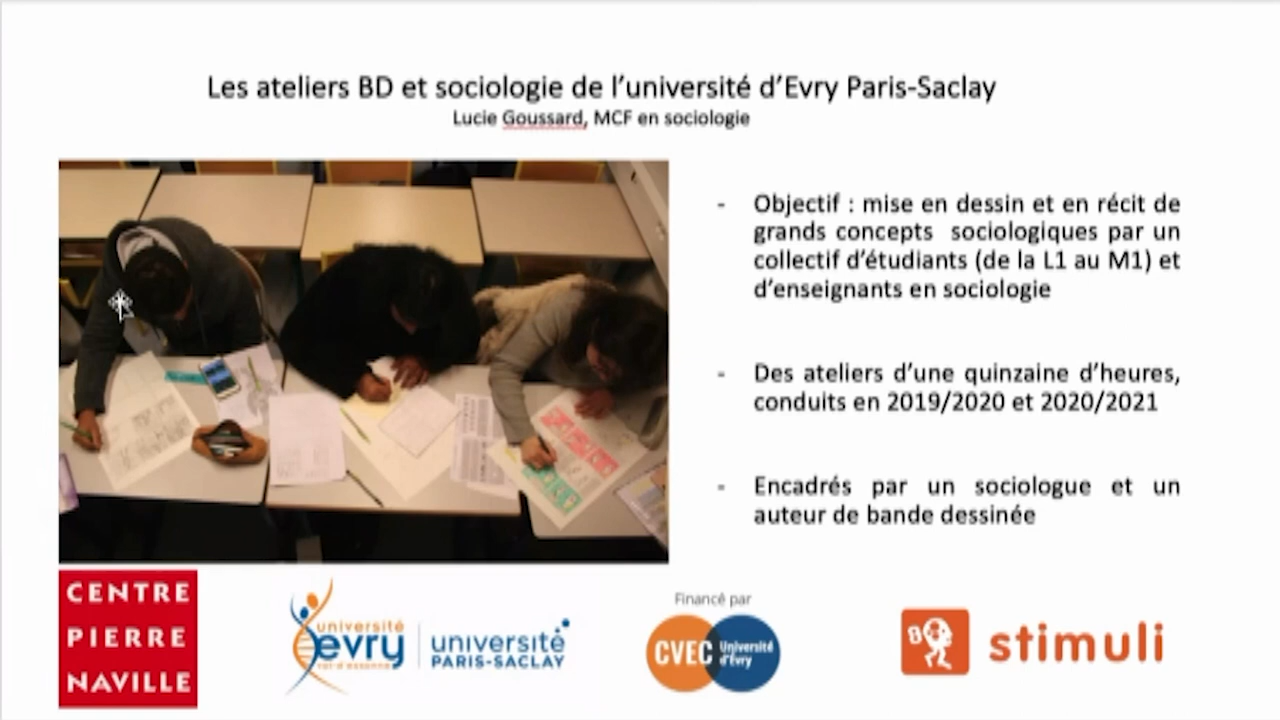 Les ateliers BD et sociologie de l’université d’Evry Paris-Saclay
Lucie Goussard, MCF en sociologie
- Objectif : mise en dessin et en récit de
grands concepts sociologiques par un
collectif d’étudiants (de la L1 au M1) et
d’enseignants en sociologie
- Des ateliers d’une quinzaine d’heures,
conduits en 2019/2020 et 2020/2021
- Encadrés par un sociologue et un
auteur de bande dessinée
CENTRE
PIERRE
NAVILLE
université
evry
val d'essonne
université
PARIS-SACLAY
Financé par
CVEC
Université
d'Évry
stimuli